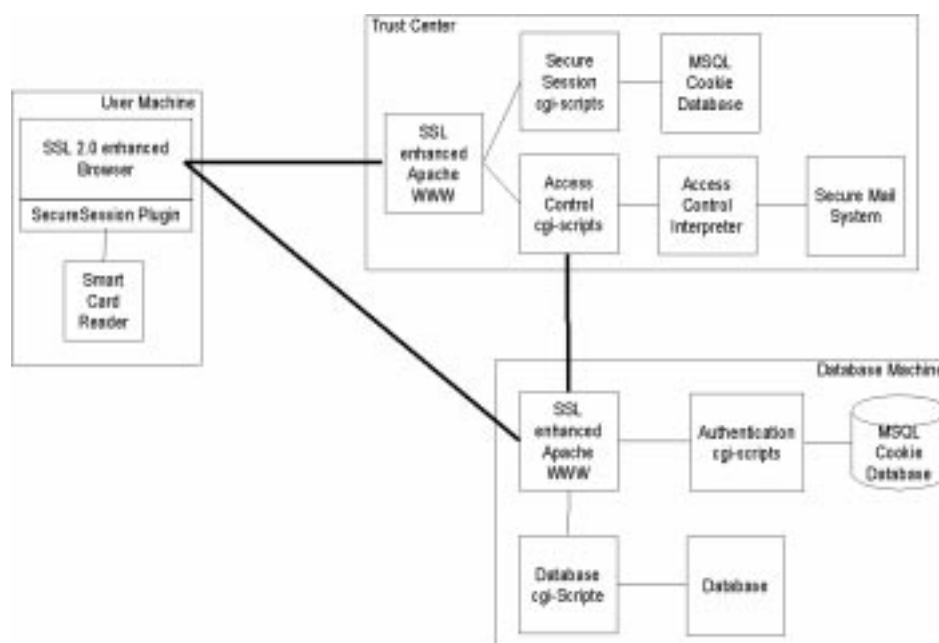 Trust Center
Secure
Session
cgi-scripts
MSQL
Cookie
Database
User Machine
SSL 2.0 enhanced
Browser
SecureSession Plugin
Smart
Card
Reader
SSL
enhanced
Apache
WWW
Access
Control
cgi-scripts
Access
Control
Interpreter
Secure Mail
System
Database Machine
SSL
enhanced
Apache
WWW
Authentication
cgi-scripts
MSQL
Cookie
Database
Database
cgi-Scripte
Database